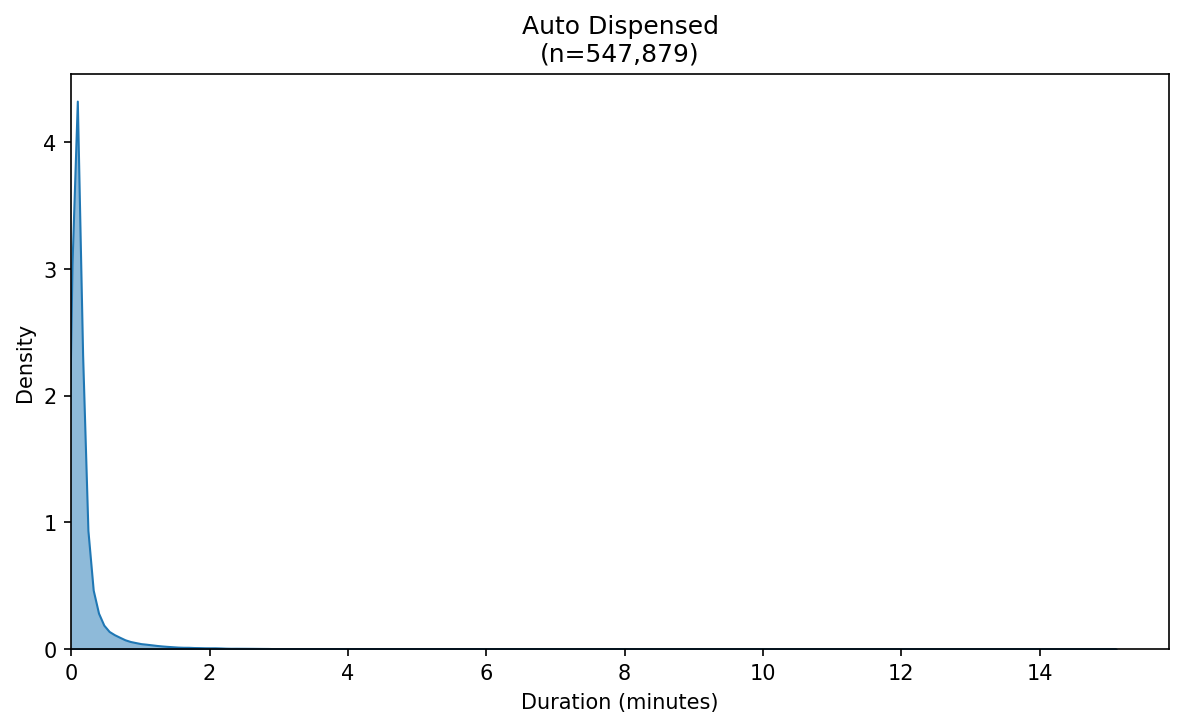 Auto Dispensed
(n=547,879)
Density
4
3
2
1
0
0 2 4 6 8 10 12 14
Duration (minutes)